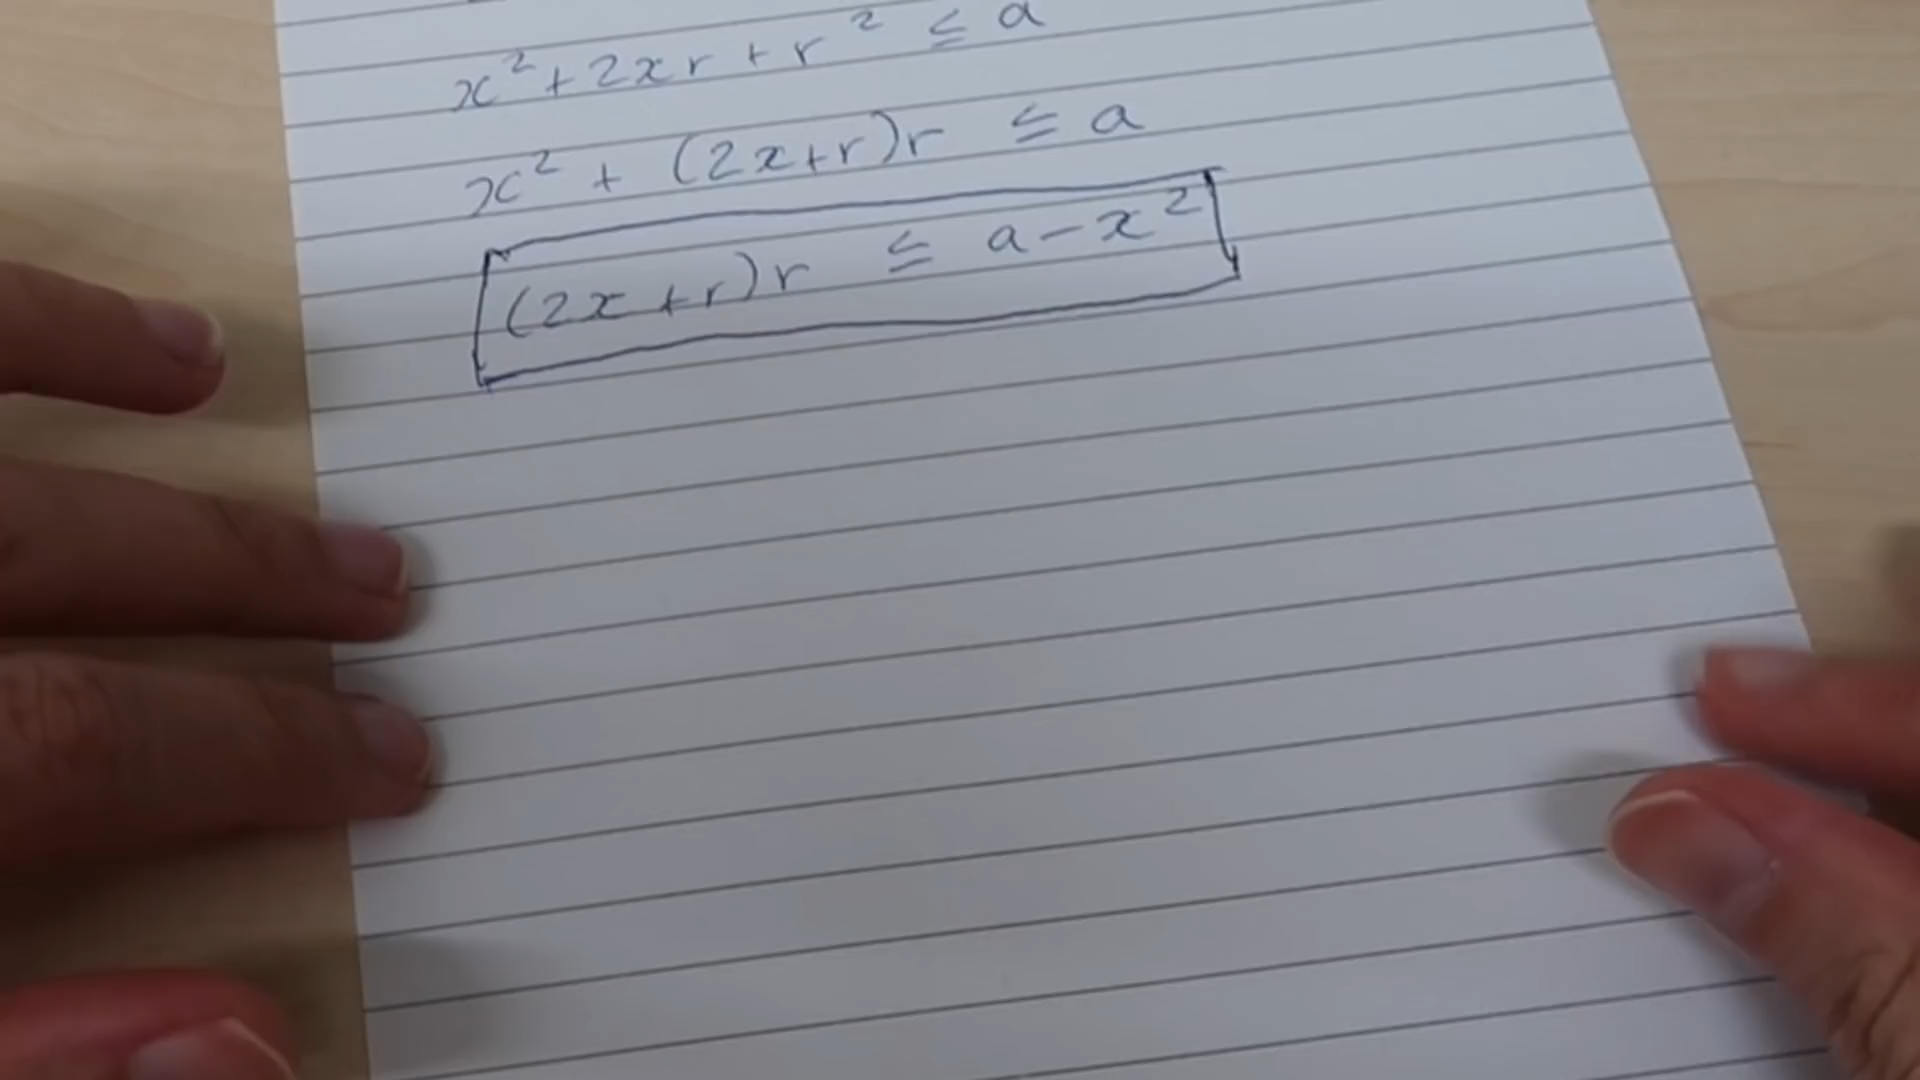 x² + 2xr + r² ≤ a
x² + (2x+r)r ≤ a
(2x+r)r ≤ a-x²